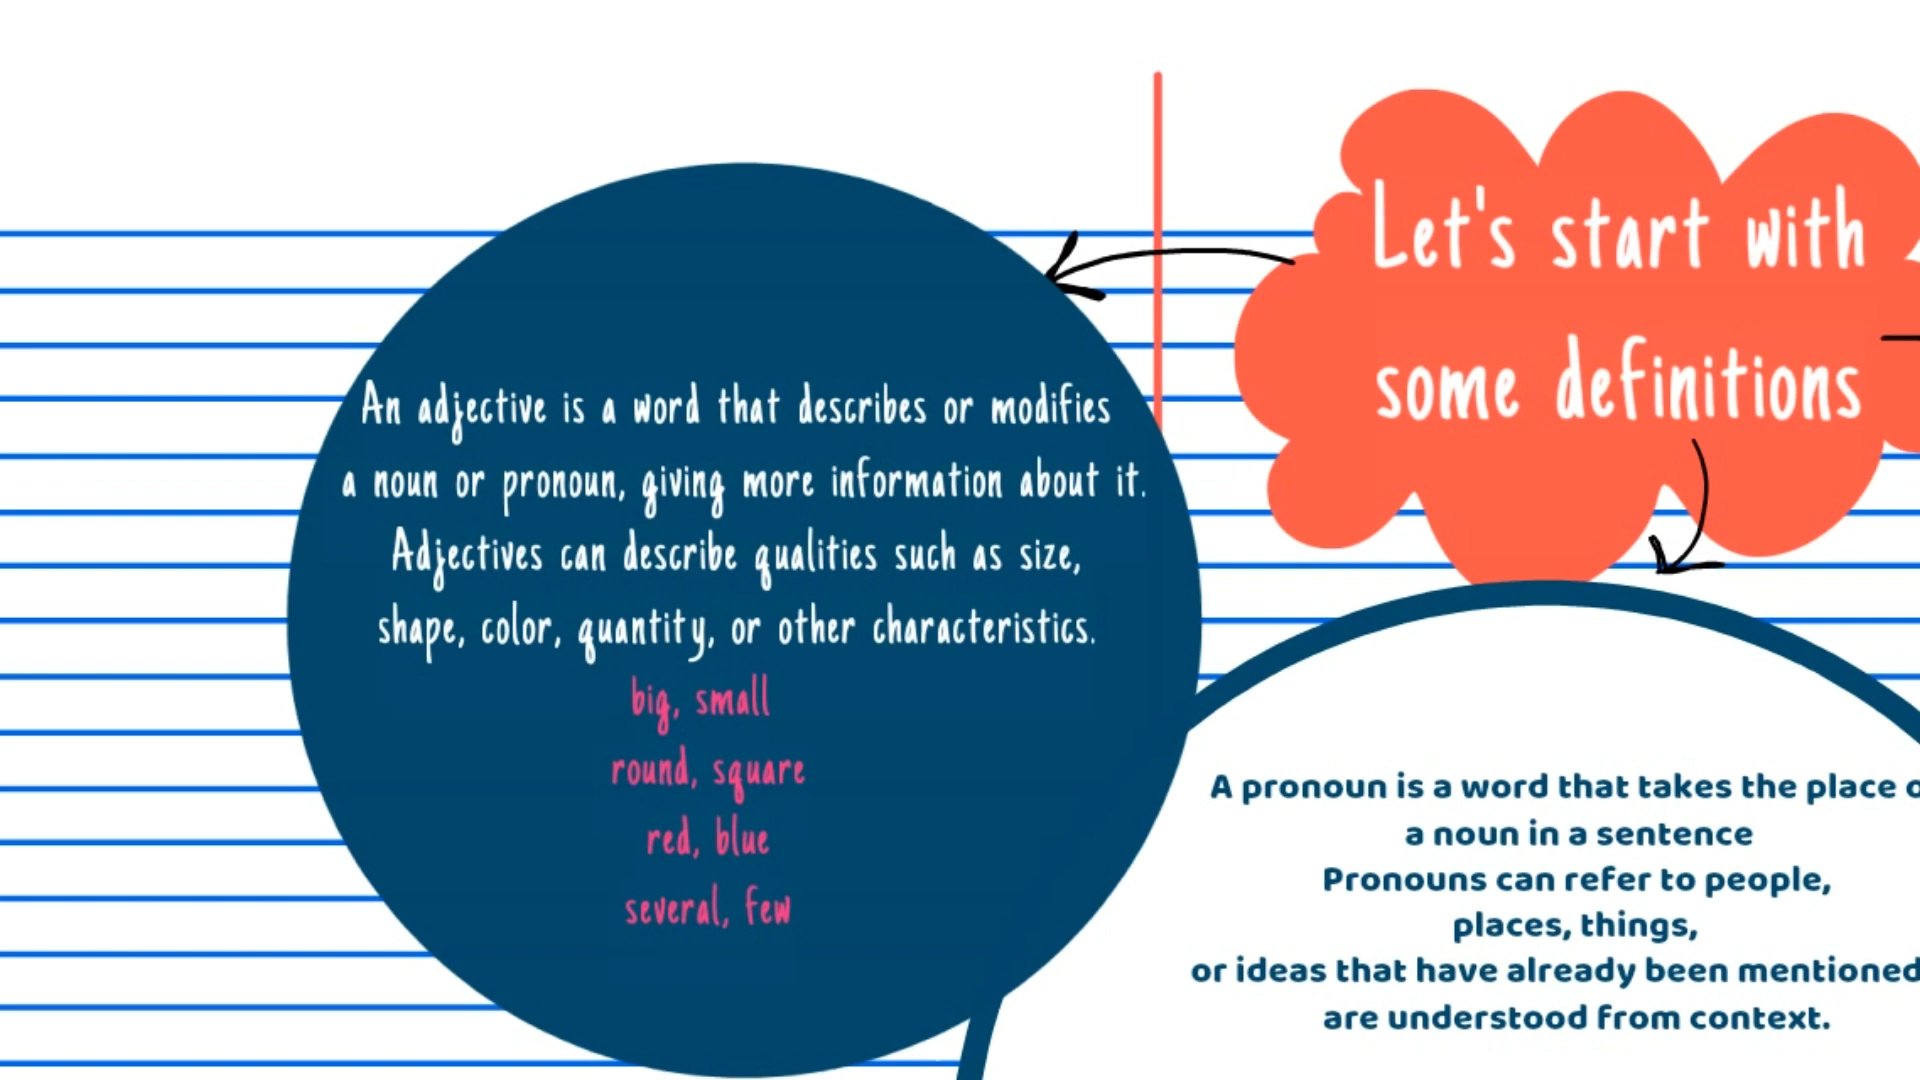 Let's start with
some definitions
An adjective is a word that describes or modifies
a noun or pronoun, giving more information about it.
Adjectives can describe qualities such as size,
shape, color, quantity, or other characteristics.
big, small
round, square
red, blue
several, few
A pronoun is a word that takes the place
a noun in a sentence
Pronouns can refer to people,
places, things,
or ideas that have already been mentioned
are understood from context.